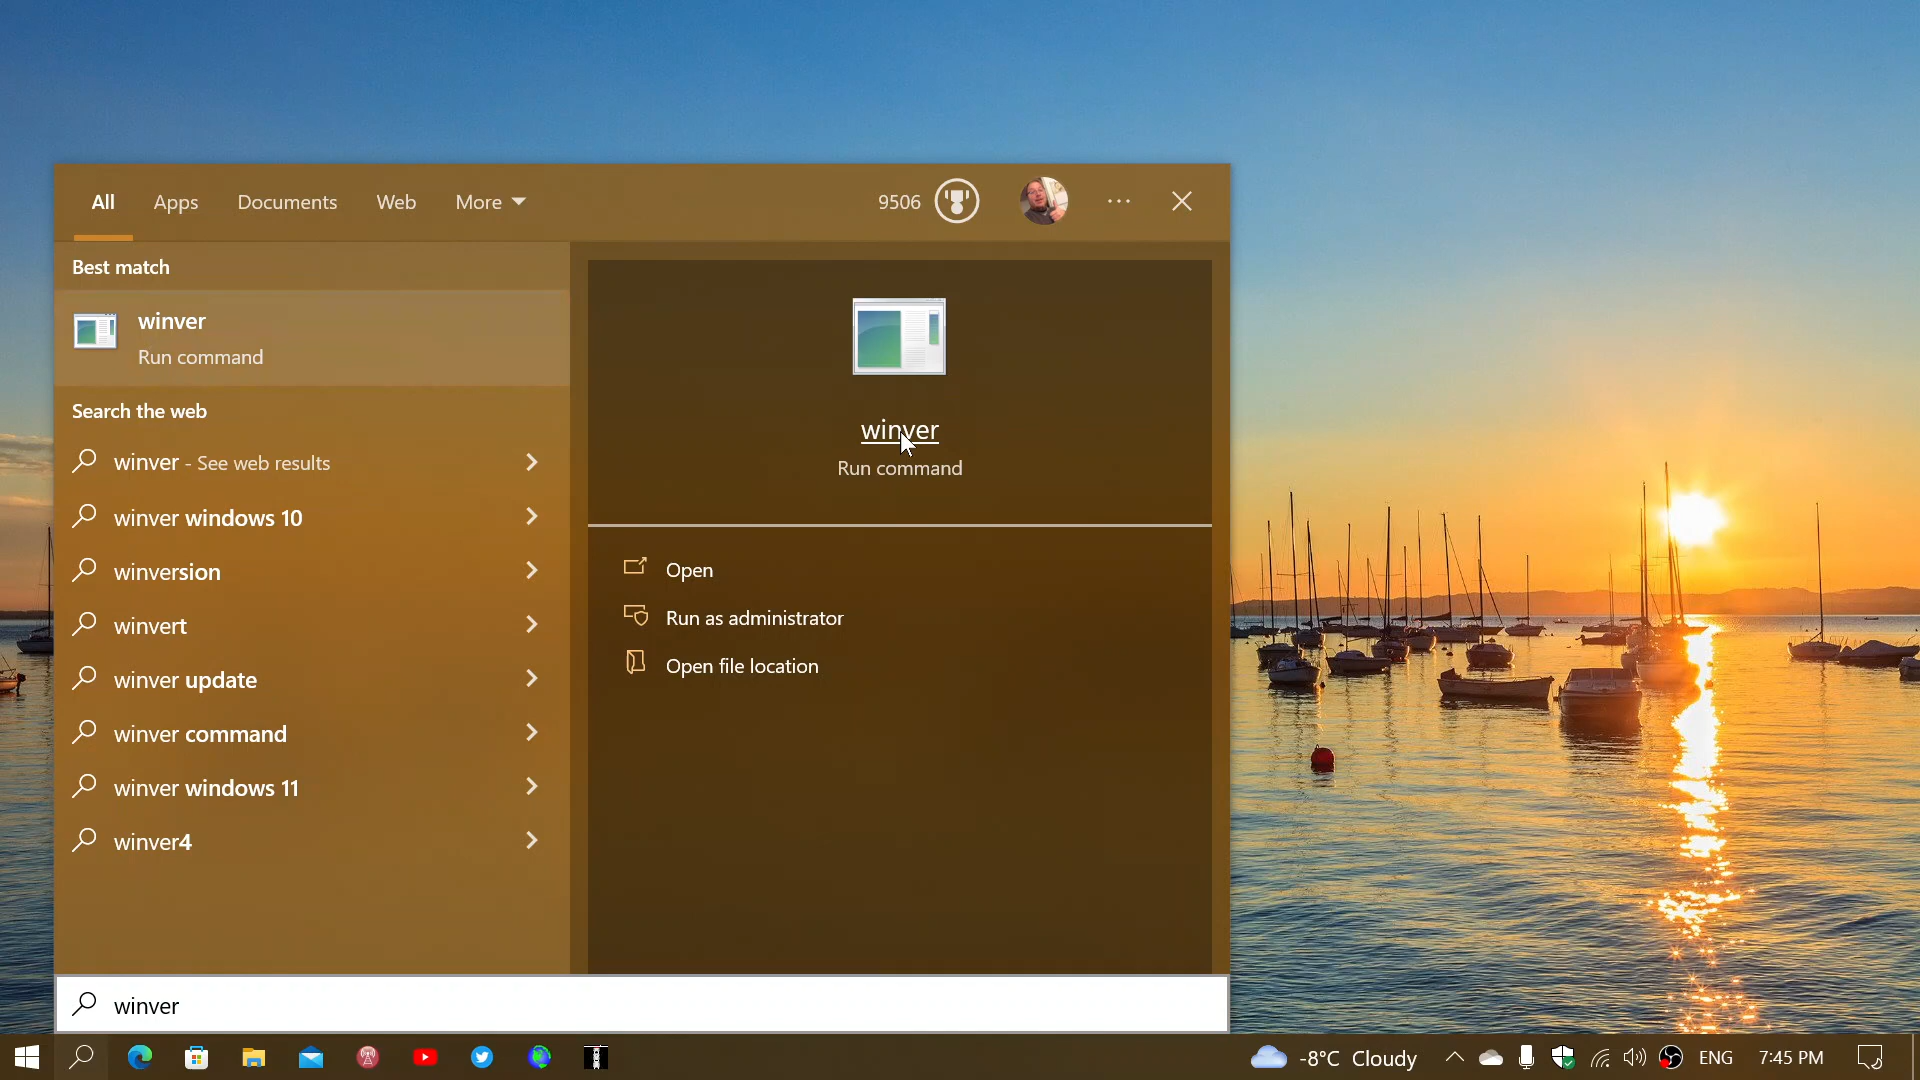 All Apps Documents Web More 9506
Best match
winver
Run command
Search the web
winver - See web results
winver windows 10
winversion
winvert
winver update
winver command
winver windows 11
winver4
winver
Run command
Open
Run as administrator
Open file location
winver
-8°C Cloudy ENG 7:45 PM